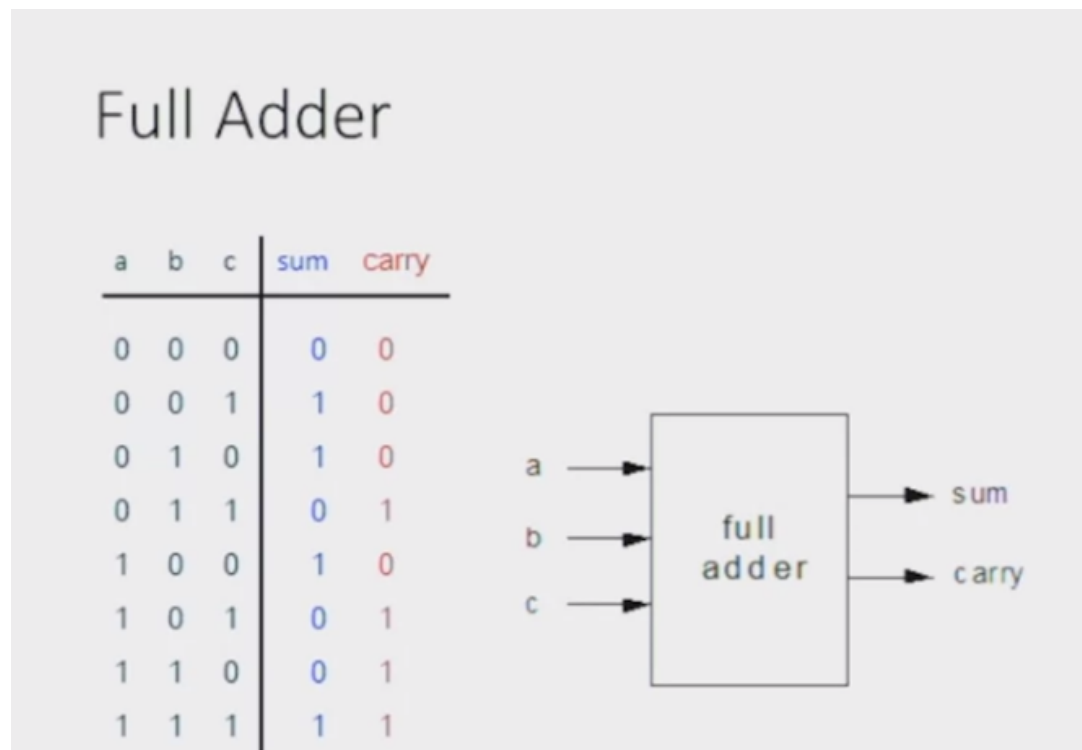 Full Adder
a b c sum carry
0 0 0 0 0
0 0 1 1 0
0 1 0 1 0
0 1 1 0 1
1 0 0 1 0
1 0 1 0 1
1 1 0 0 1
1 1 1 1 1
a
b
c
full
adder
sum
carry